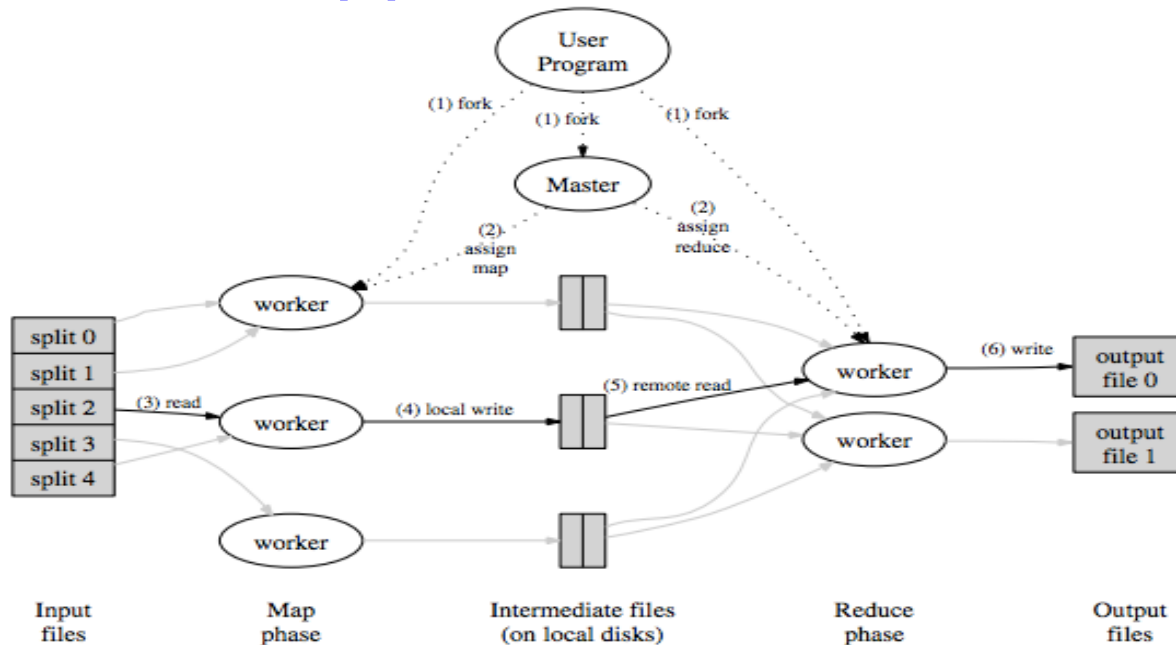 User
Program
(1) fork
(1) fork
(1) fork
Master
(2)
assign
map
(2)
assign
reduce
worker
split 0
split 1
split 2
split 3
split 4
(3) read
worker
(4) local write
(5) remote read
worker
(6) write
output
file 0
worker
output
file 1
worker
Input
files
Map
phase
Intermediate files
(on local disks)
Reduce
phase
Output
files